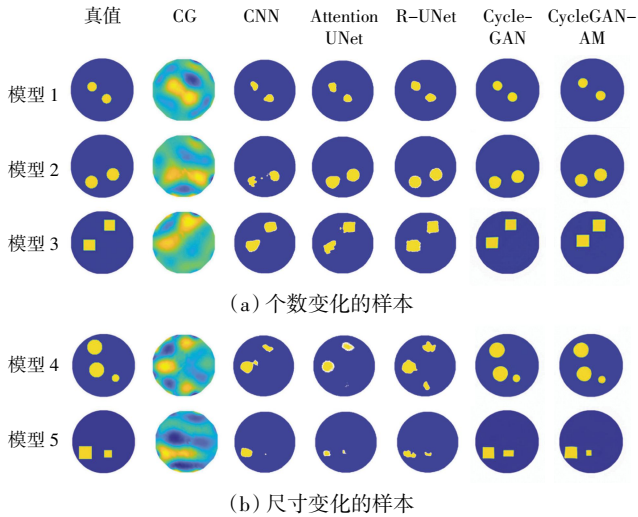 真值 CG CNN Attention R-UNet Cycle- CycleGAN-
UNet GAN AM
模型 1
模型 2
模型 3
(a) 个数变化的样本
模型 4
模型 5
(b) 尺寸变化的样本